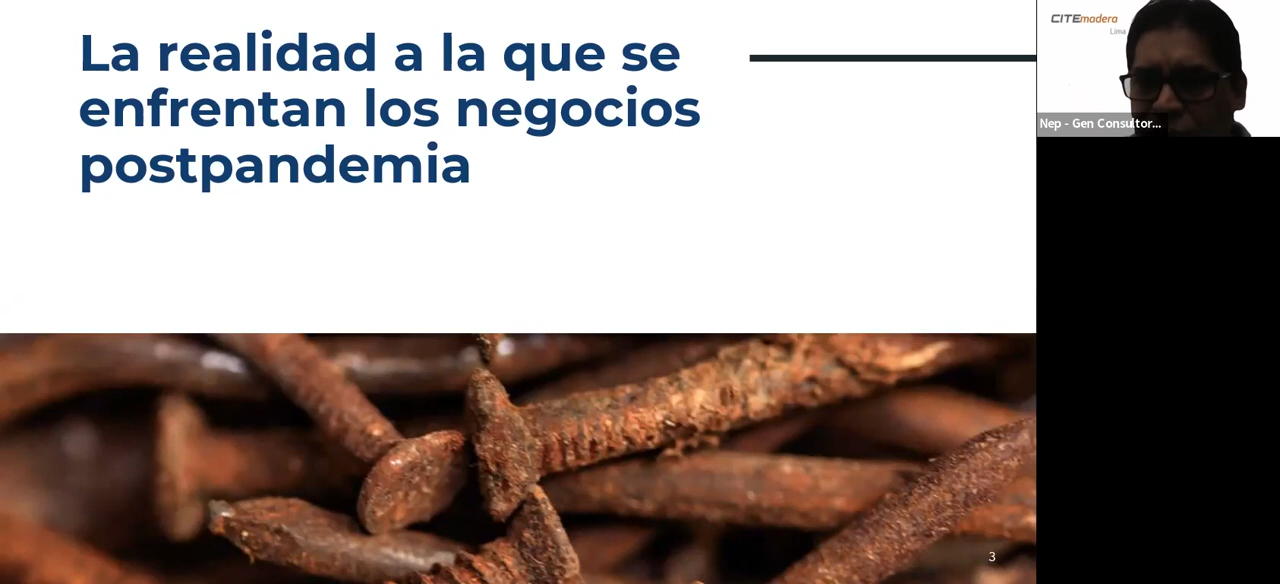 La realidad a la que se
enfrentan los negocios
postpandemia
CITEmadera
Lima
Nep - Gen Consultor...
3